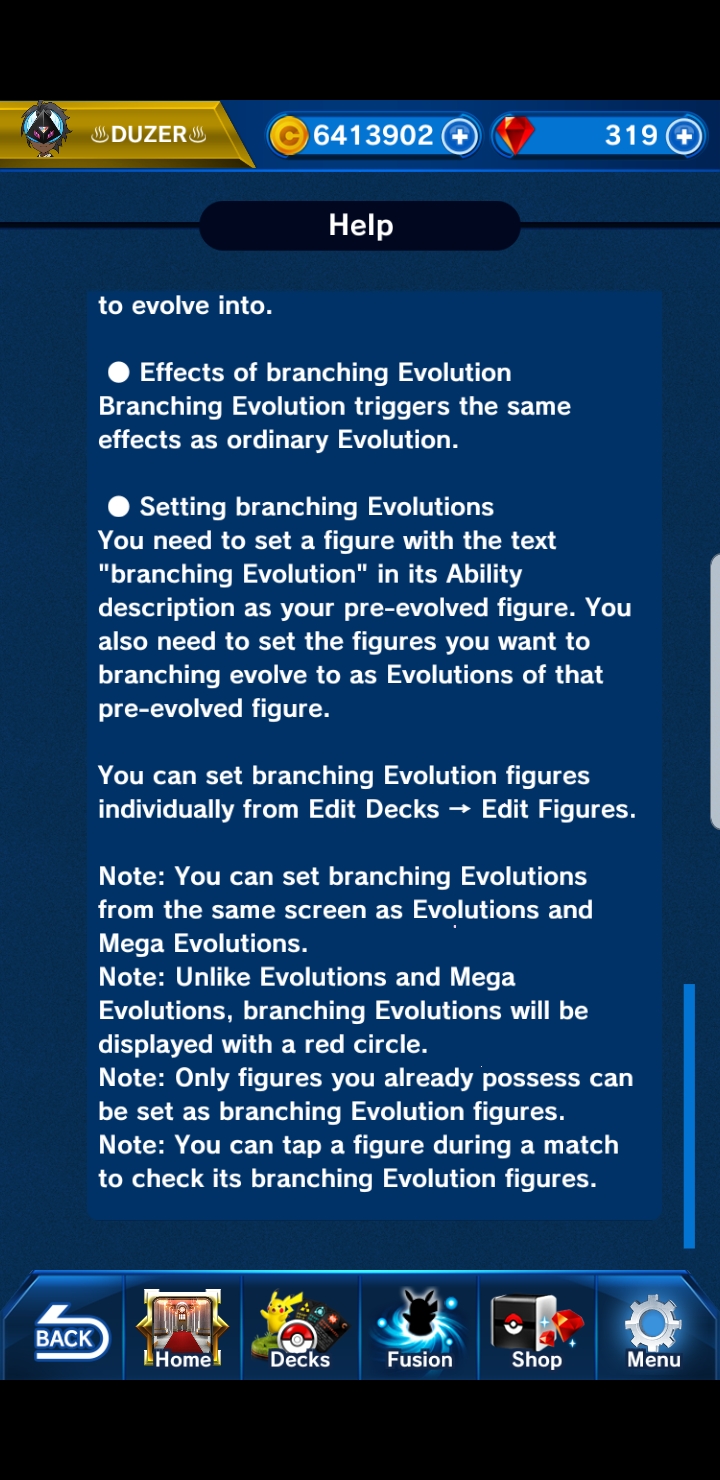 ♨DUZER♨
6413902
319
Help
to evolve into.
● Effects of branching Evolution
Branching Evolution triggers the same
effects as ordinary Evolution.
● Setting branching Evolutions
You need to set a figure with the text
"branching Evolution" in its Ability
description as your pre-evolved figure. You
also need to set the figures you want to
branching evolve to as Evolutions of that
pre-evolved figure.
You can set branching Evolution figures
individually from Edit Decks → Edit Figures.
Note: You can set branching Evolutions
from the same screen as Evolutions and
Mega Evolutions.
Note: Unlike Evolutions and Mega
Evolutions, branching Evolutions will be
displayed with a red circle.
Note: Only figures you already possess can
be set as branching Evolution figures.
Note: You can tap a figure during a match
to check its branching Evolution figures.
BACK
Home
Decks
Fusion
Shop
Menu